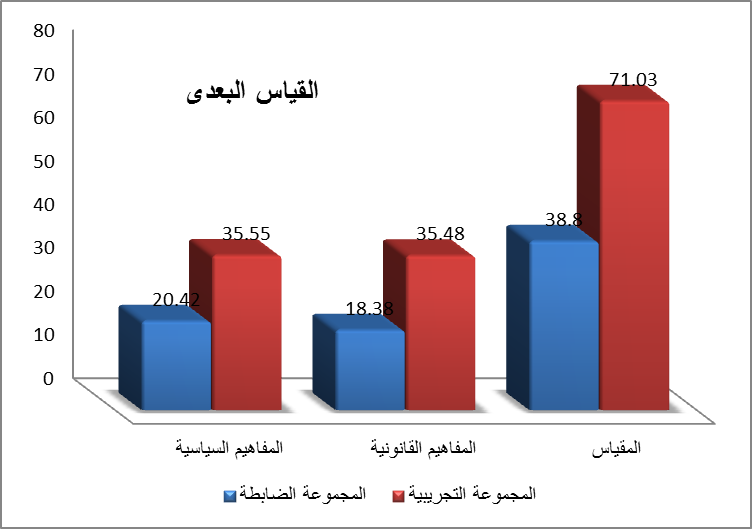 القياس البعدى
80
70
60
50
40
30
20
10
0
20.42
35.55
18.38
35.48
38.8
71.03
المفاهيم السياسية
المفاهيم القانونية
المقياس
المجموعة الضابطة
المجموعة التجريبية